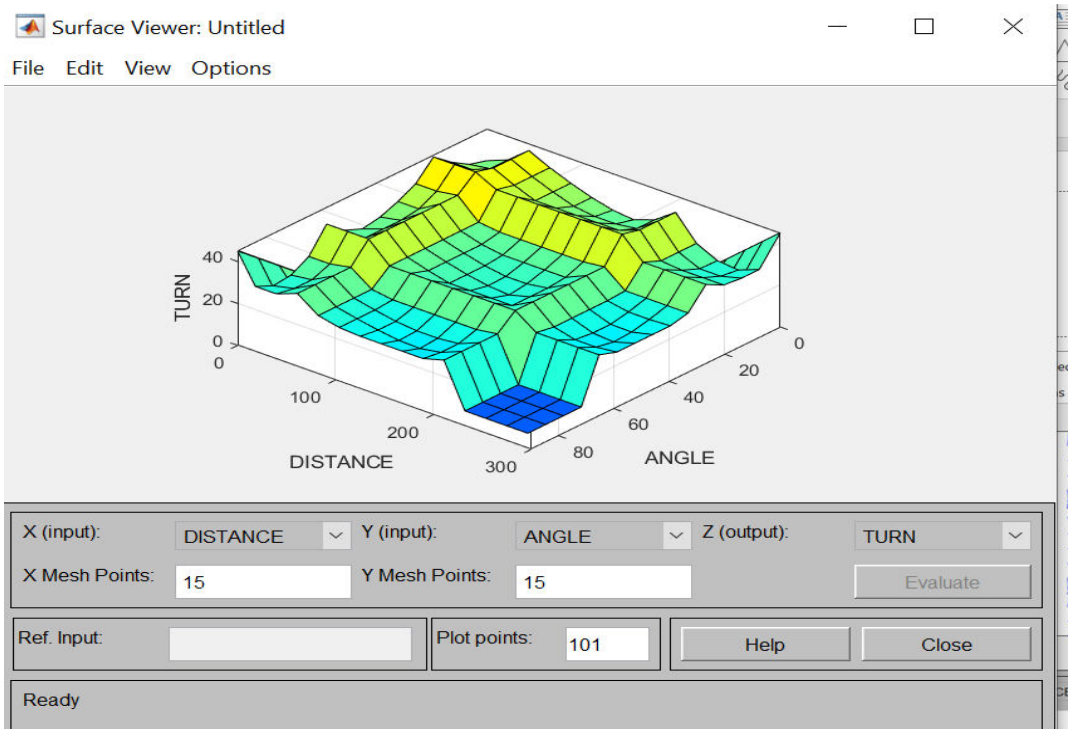 Surface Viewer: Untitled
File Edit View Options
TURN
40
20
0
0
100
200
300
DISTANCE
80
60
40
20
0
ANGLE
X (input): DISTANCE Y (input): ANGLE Z (output): TURN
X Mesh Points: 15 Y Mesh Points: 15 Evaluate
Ref. Input: Plot points: 101 Help Close
Ready